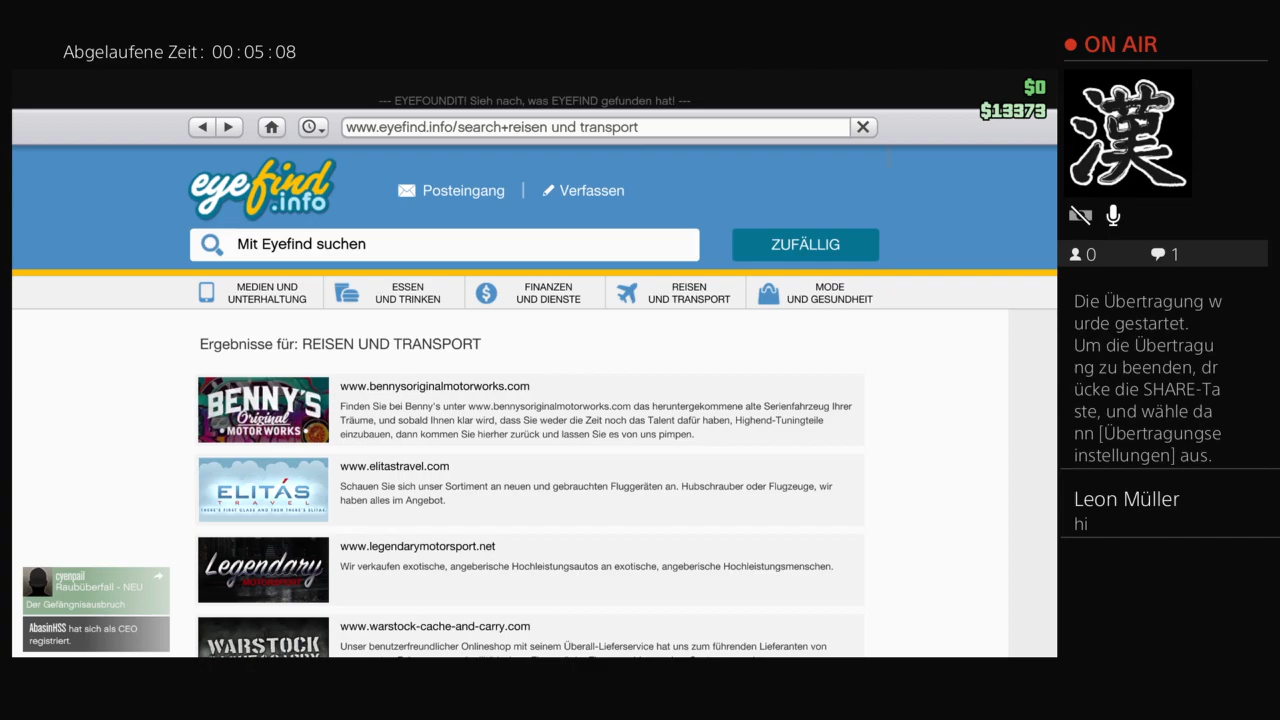 Abgelaufene Zeit: 00:05:08
ON AIR
--- EYEFOUNDIT! Sieh nach, was EYEFIND gefunden hat! ---
$0
$13373
www.eyefind.info/search+reisen und transport
漢
eyefind
.info
Posteingang | Verfassen
Mit Eyefind suchen
ZUFÄLLIG
0
1
MEDIEN UND
UNTERHALTUNG
ESSEN
UND TRINKEN
FINANZEN
UND DIENSTE
REISEN
UND TRANSPORT
MODE
UND GESUNDHEIT
Ergebnisse für: REISEN UND TRANSPORT
BENNY'S
Original
MOTOR WORKS
www.bennysoriginalmotorworks.com
Finden Sie bei Benny's unter www.bennysoriginalmotorworks.com das heruntergekommene alte Serienfahrzeug Ihrer
Träume, und sobald Ihnen klar wird, dass Sie weder die Zeit noch das Talent dafür haben, Highend-Tuningteile
einzubauen, dann kommen Sie hierher zurück und lassen Sie es von uns pimpen.
ELITÁS
TRAVEL
THERE'S FIRST CLASS AND THEN THERE'S ELITAS
www.elitastravel.com
Schauen Sie sich unser Sortiment an neuen und gebrauchten Fluggeräten an. Hubschrauber oder Flugzeuge, wir
haben alles im Angebot.
Legendary
MOTORSPORT
www.legendarymotorsport.net
Wir verkaufen exotische, angeberische Hochleistungsautos an exotische, angeberische Hochleistungsmenschen.
WARSTOCK
www.warstock-cache-and-carry.com
Unser benutzerfreundlicher Onlineshop mit seinem Überall-Lieferservice hat uns zum führenden Lieferanten von
cyenpail
Raubüberfall - NEU
Der Gefängnisausbruch
AbasinHSS hat sich als CEO
registriert.
Die Übertragung w
urde gestartet.
Um die Übertragu
ng zu beenden, dr
ücke die SHARE-Ta
ste, und wähle da
nn [Übertragungse
instellungen] aus.
Leon Müller
hi